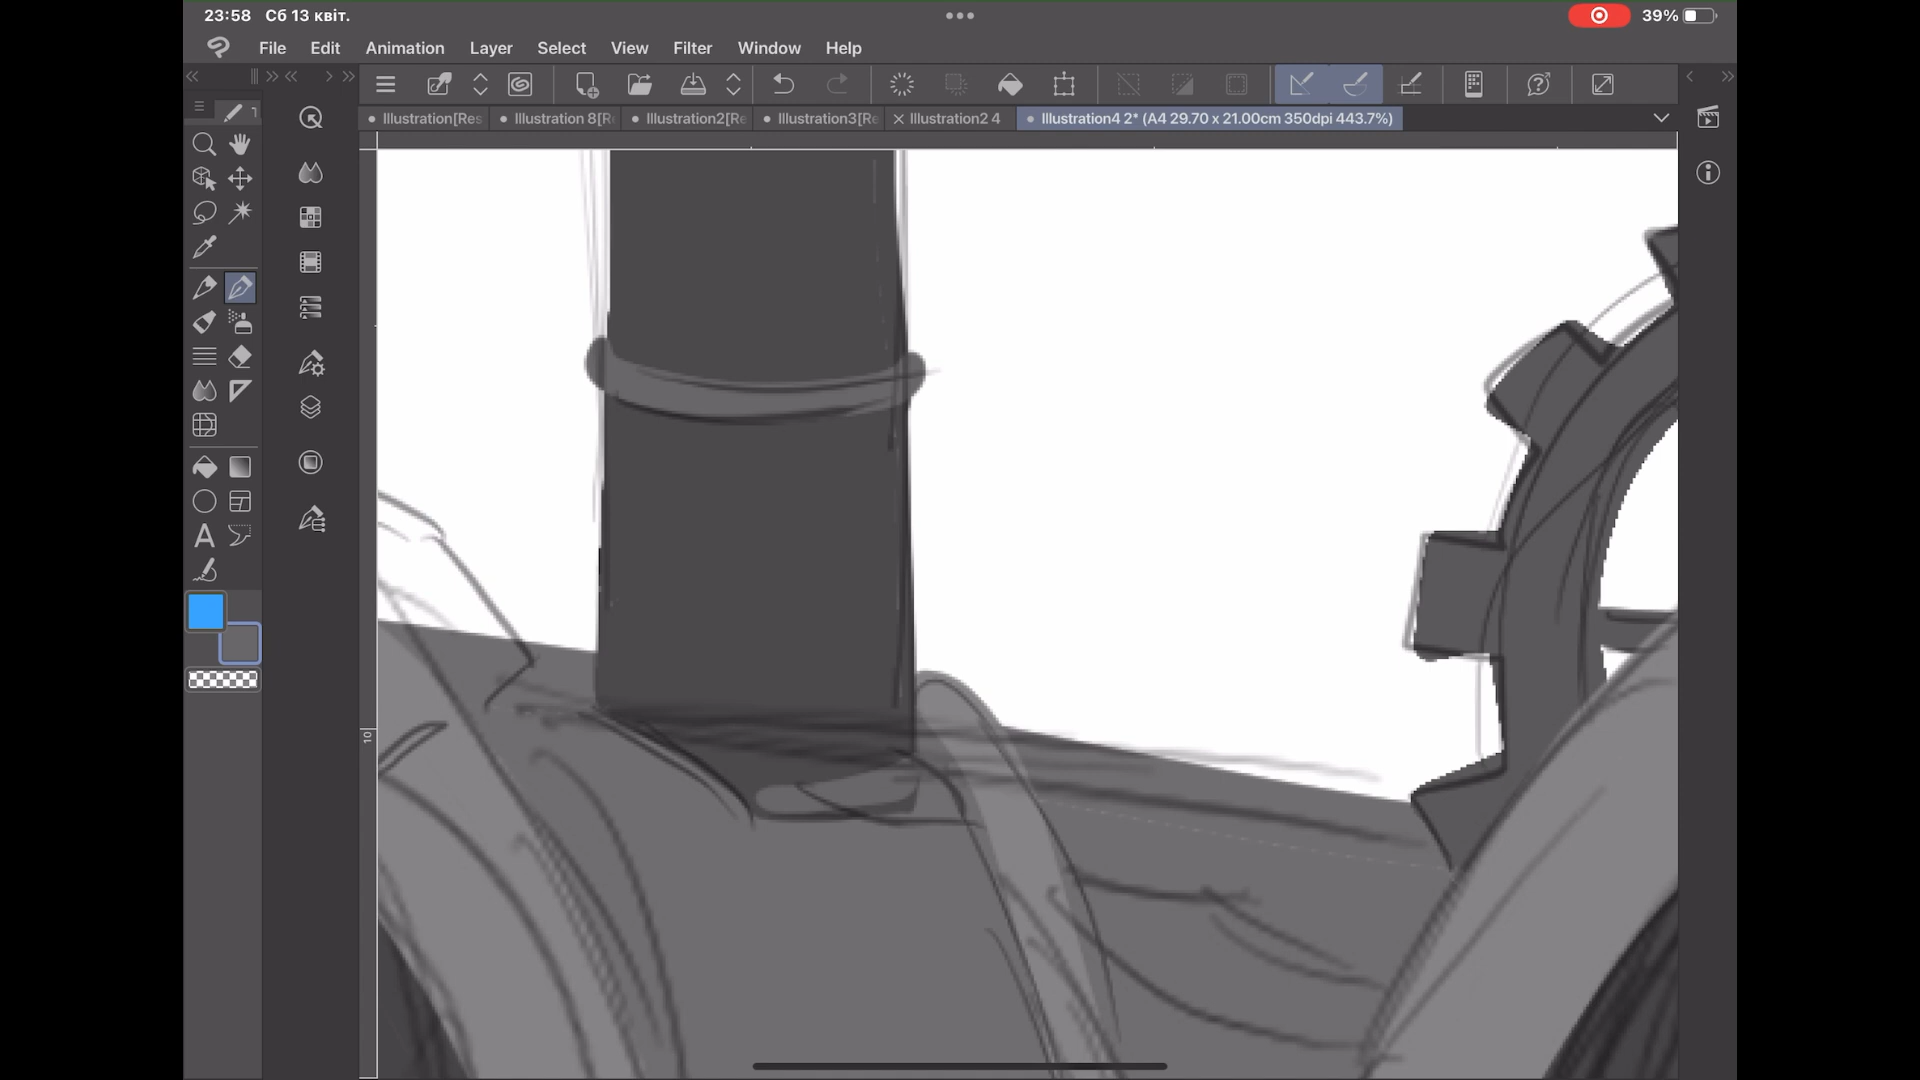 23:58 Сб 13 квіт. 39%
File Edit Animation Layer Select View Filter Window Help
Illustration[Res Illustration 8[R Illustration2[Re Illustration3[Re Illustration2 4 Illustration4 2* (A4 29.70 x 21.00cm 350dpi 443.7%)
10